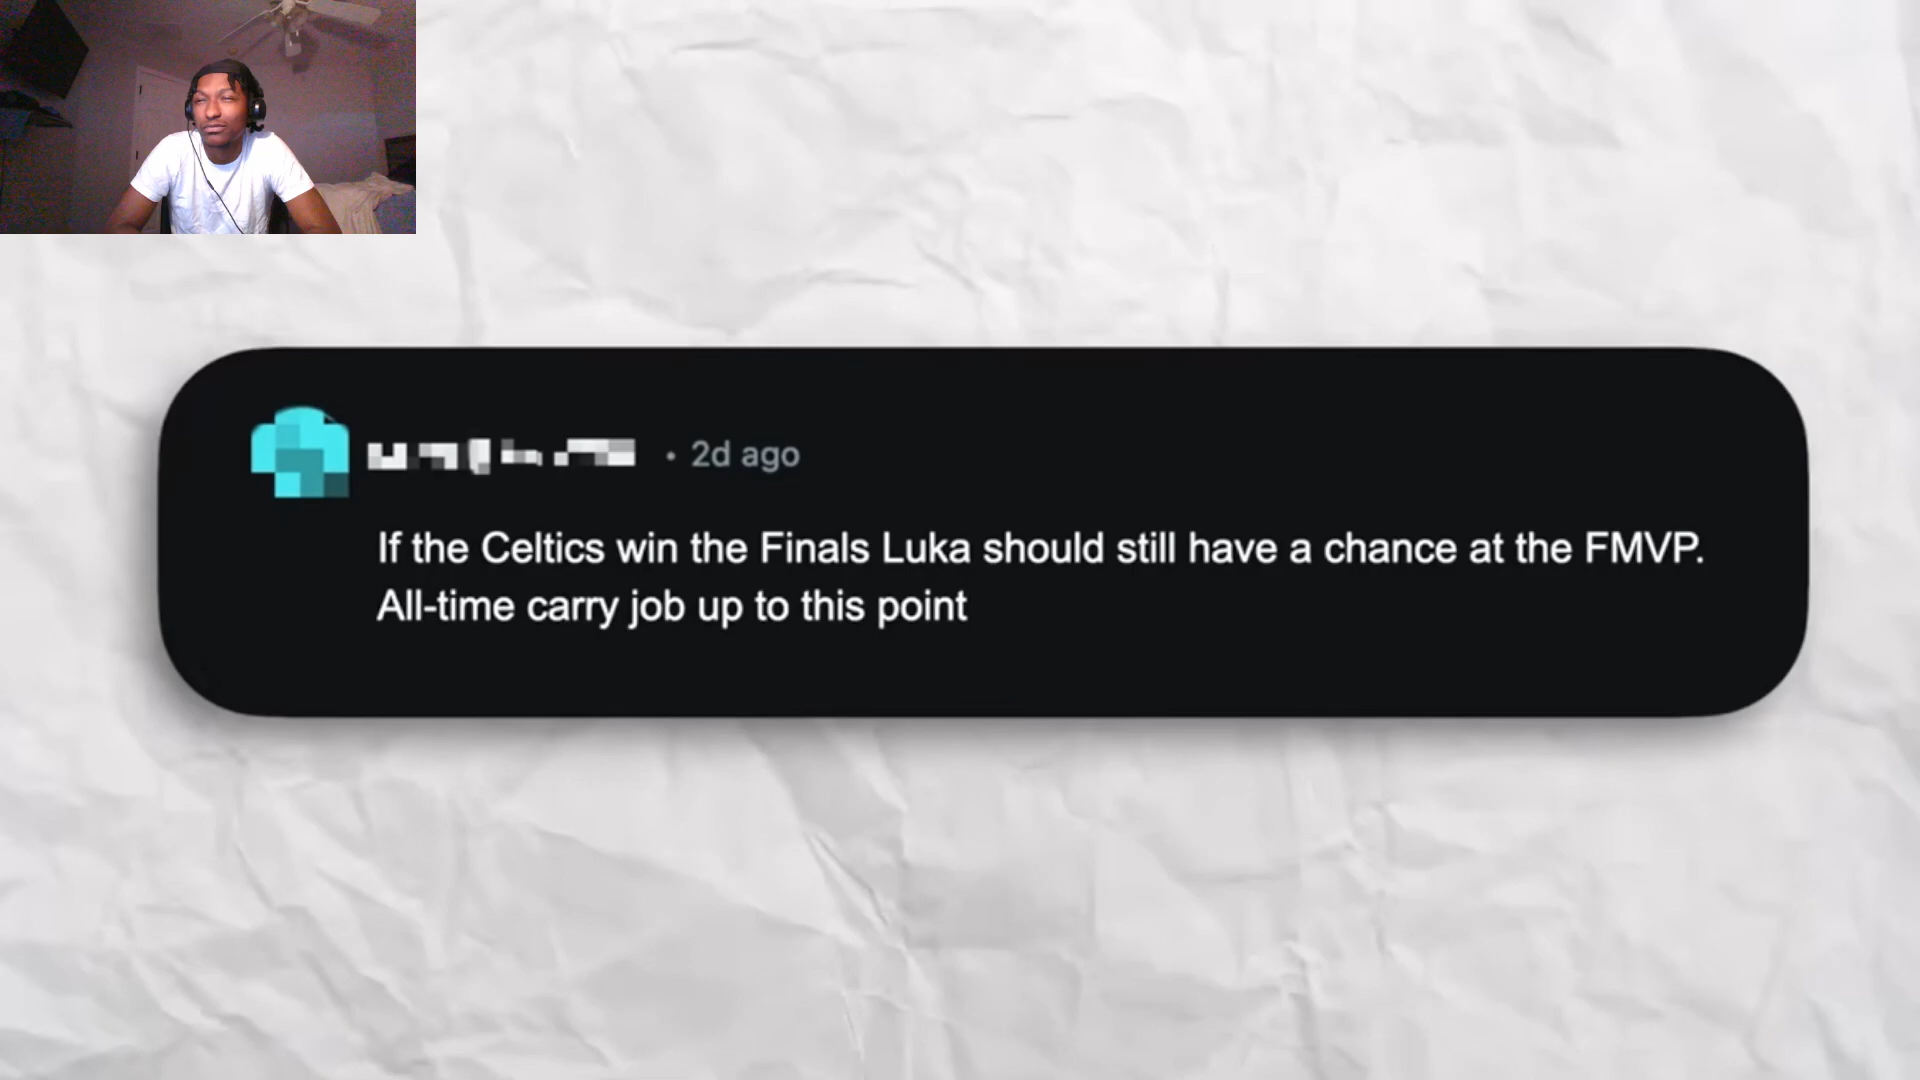 • 2d ago
If the Celtics win the Finals Luka should still have a chance at the FMVP.
All-time carry job up to this point